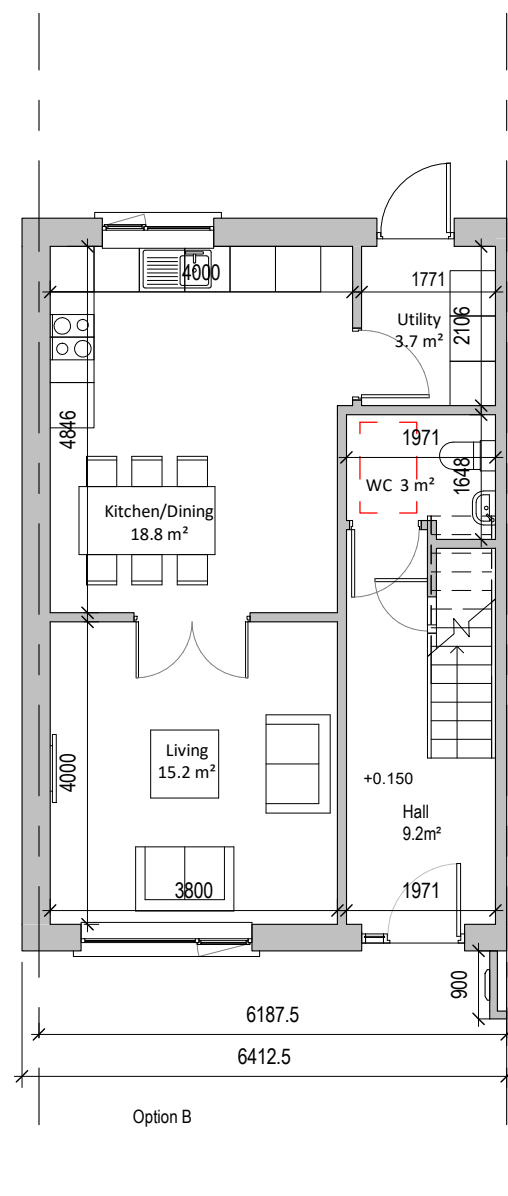 4000
1771
Utility
3.7 m²
2106
4846
1971
WC 3 m²
1648
Kitchen/Dining
18.8 m²
Living
15.2 m²
4000
+0.150
Hall
9.2m²
3800
1971
900
6187.5
6412.5
Option B